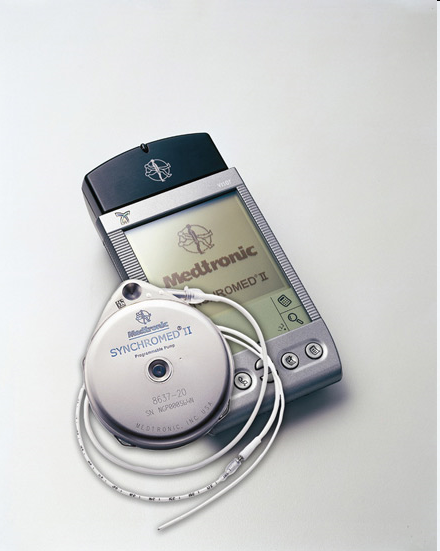 Medtronic
SYNCHROMED® II
Medtronic
SYNCHROMED® II
Programmable Pump
8637-20
MEDTRONIC, INC. USA